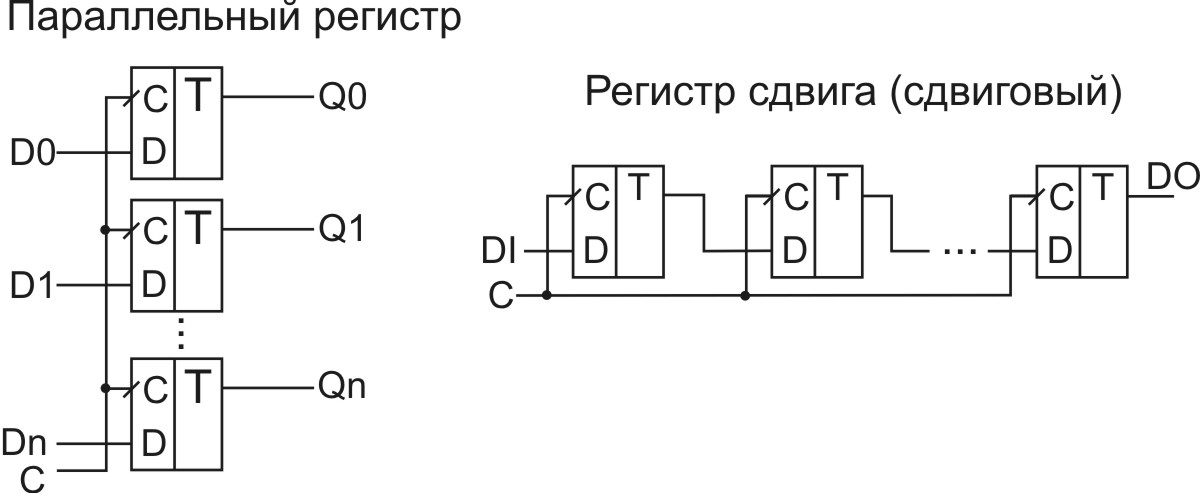 Параллельный регистр
C T Q0
D0 D
C T Q1
D1 D
⋮
C T Qn
Dn D
C
Регистр сдвига (сдвиговый)
C T C T C T DO
DI D D ... D
C